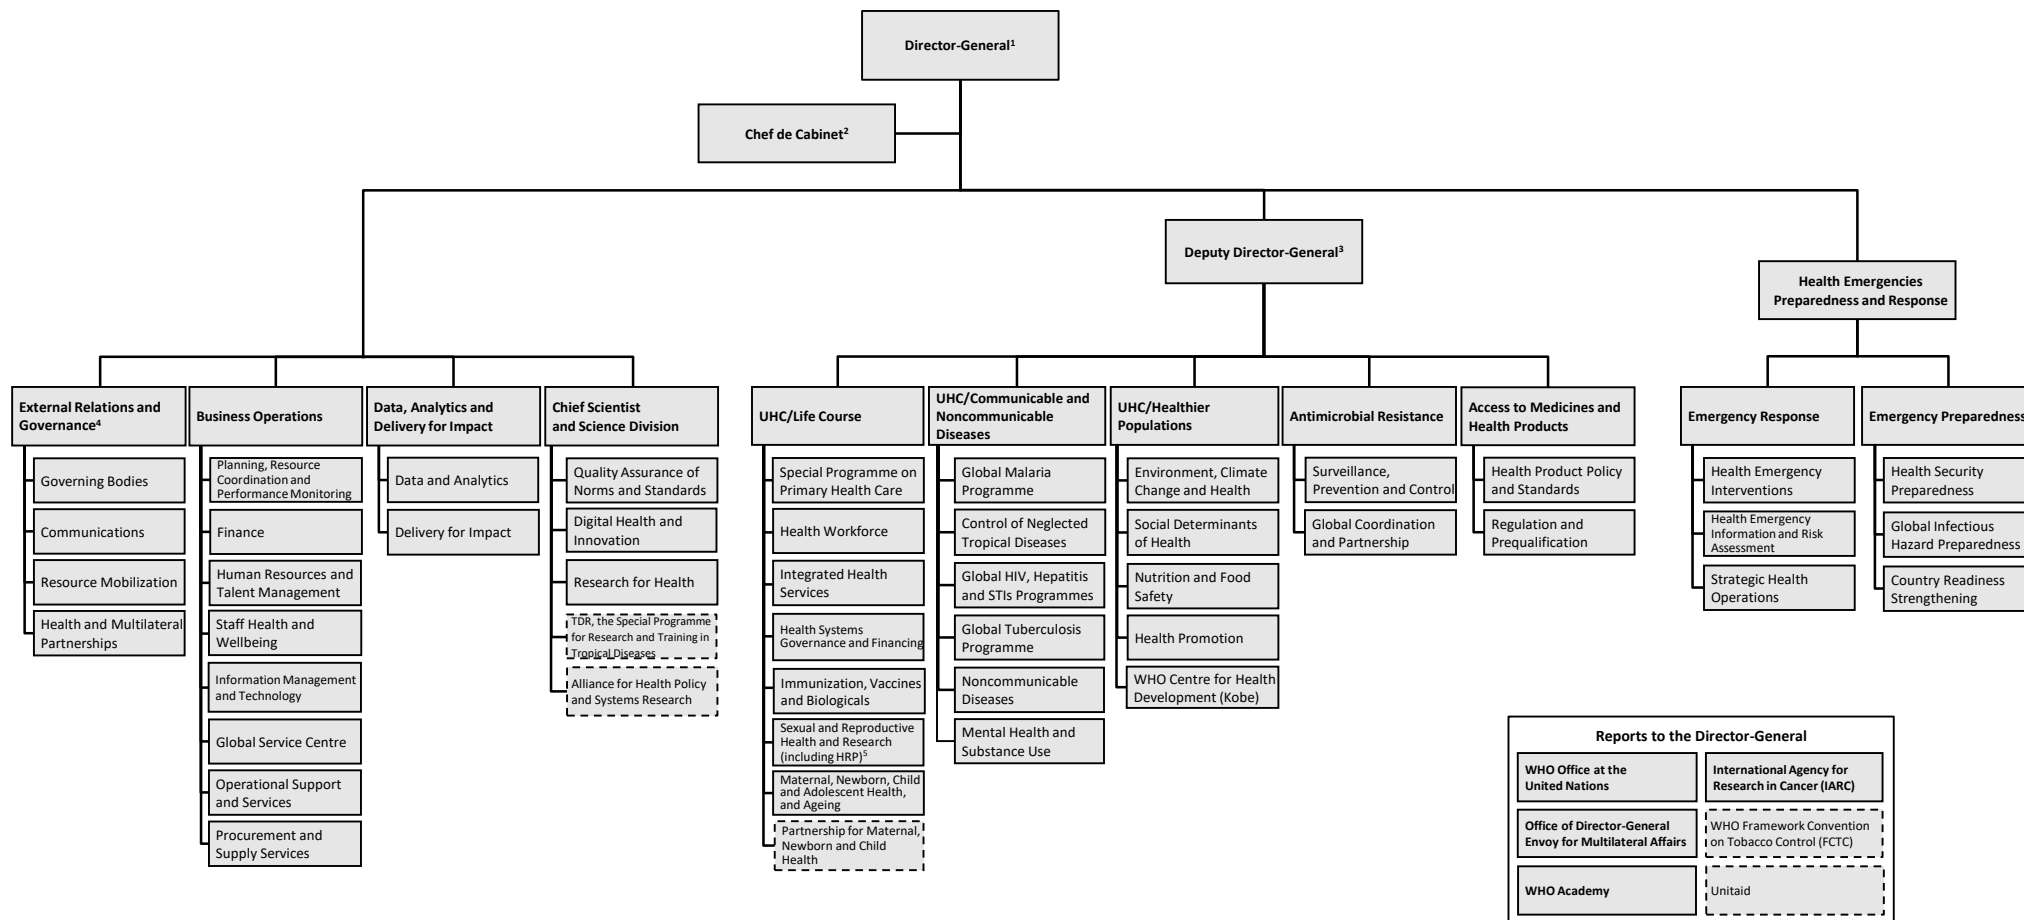 Director-General¹
Chef de Cabinet²
Deputy Director-General³
Health Emergencies
Preparedness and Response
External Relations and
Governance⁴
Governing Bodies
Communications
Resource Mobilization
Health and Multilateral
Partnerships
Business Operations
Planning, Resource
Coordination and
Performance Monitoring
Finance
Human Resources and
Talent Management
Staff Health and
Wellbeing
Information Management
and Technology
Global Service Centre
Operational Support
and Services
Procurement and
Supply Services
Data, Analytics and
Delivery for Impact
Data and Analytics
Delivery for Impact
Chief Scientist
and Science Division
Quality Assurance of
Norms and Standards
Digital Health and
Innovation
Research for Health
TDR, the Special Programme
for Research and Training in
Tropical Diseases
Alliance for Health Policy
and Systems Research
UHC/Life Course
Special Programme on
Primary Health Care
Health Workforce
Integrated Health
Services
Health Systems
Governance and Financing
Immunization, Vaccines
and Biologicals
Sexual and Reproductive
Health and Research
(including HRP)⁵
Maternal, Newborn, Child
and Adolescent Health,
and Ageing
Partnership for Maternal,
Newborn and Child
Health
UHC/Communicable and
Noncommunicable
Diseases
Global Malaria
Programme
Control of Neglected
Tropical Diseases
Global HIV, Hepatitis
and STIs Programmes
Global Tuberculosis
Programme
Noncommunicable
Diseases
Mental Health and
Substance Use
UHC/Healthier
Populations
Environment, Climate
Change and Health
Social Determinants
of Health
Nutrition and Food
Safety
Health Promotion
WHO Centre for Health
Development (Kobe)
Antimicrobial Resistance
Surveillance,
Prevention and Control
Global Coordination
and Partnership
Access to Medicines and
Health Products
Health Product Policy
and Standards
Regulation and
Prequalification
Emergency Response
Health Emergency
Interventions
Health Emergency
Information and Risk
Assessment
Strategic Health
Operations
Emergency Preparedness
Health Security
Preparedness
Global Infectious
Hazard Preparedness
Country Readiness
Strengthening
Reports to the Director-General
WHO Office at the
United Nations
International Agency for
Research in Cancer (IARC)
Office of Director-General
Envoy for Multilateral Affairs
WHO Framework Convention
on Tobacco Control (FCTC)
WHO Academy
Unitaid